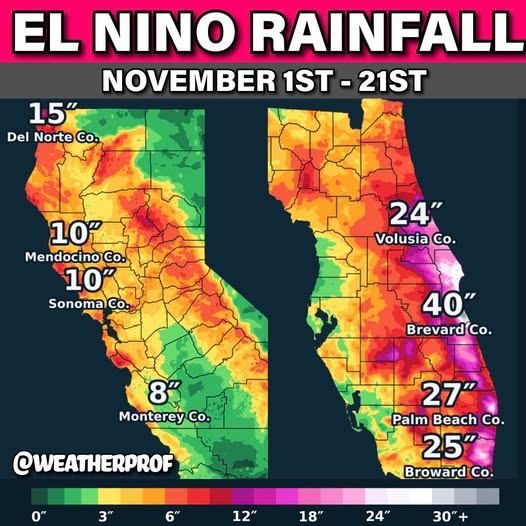 EL NINO RAINFALL
NOVEMBER 1ST - 21ST
15″
Del Norte Co.
10″
Mendocino Co.
10″
Sonoma Co.
8″
Monterey Co.
24″
Volusia Co.
40″
Brevard Co.
27″
Palm Beach Co.
25″
Broward Co.
@WEATHERPROF
0″ 3″ 6″ 12″ 18″ 24″ 30″+